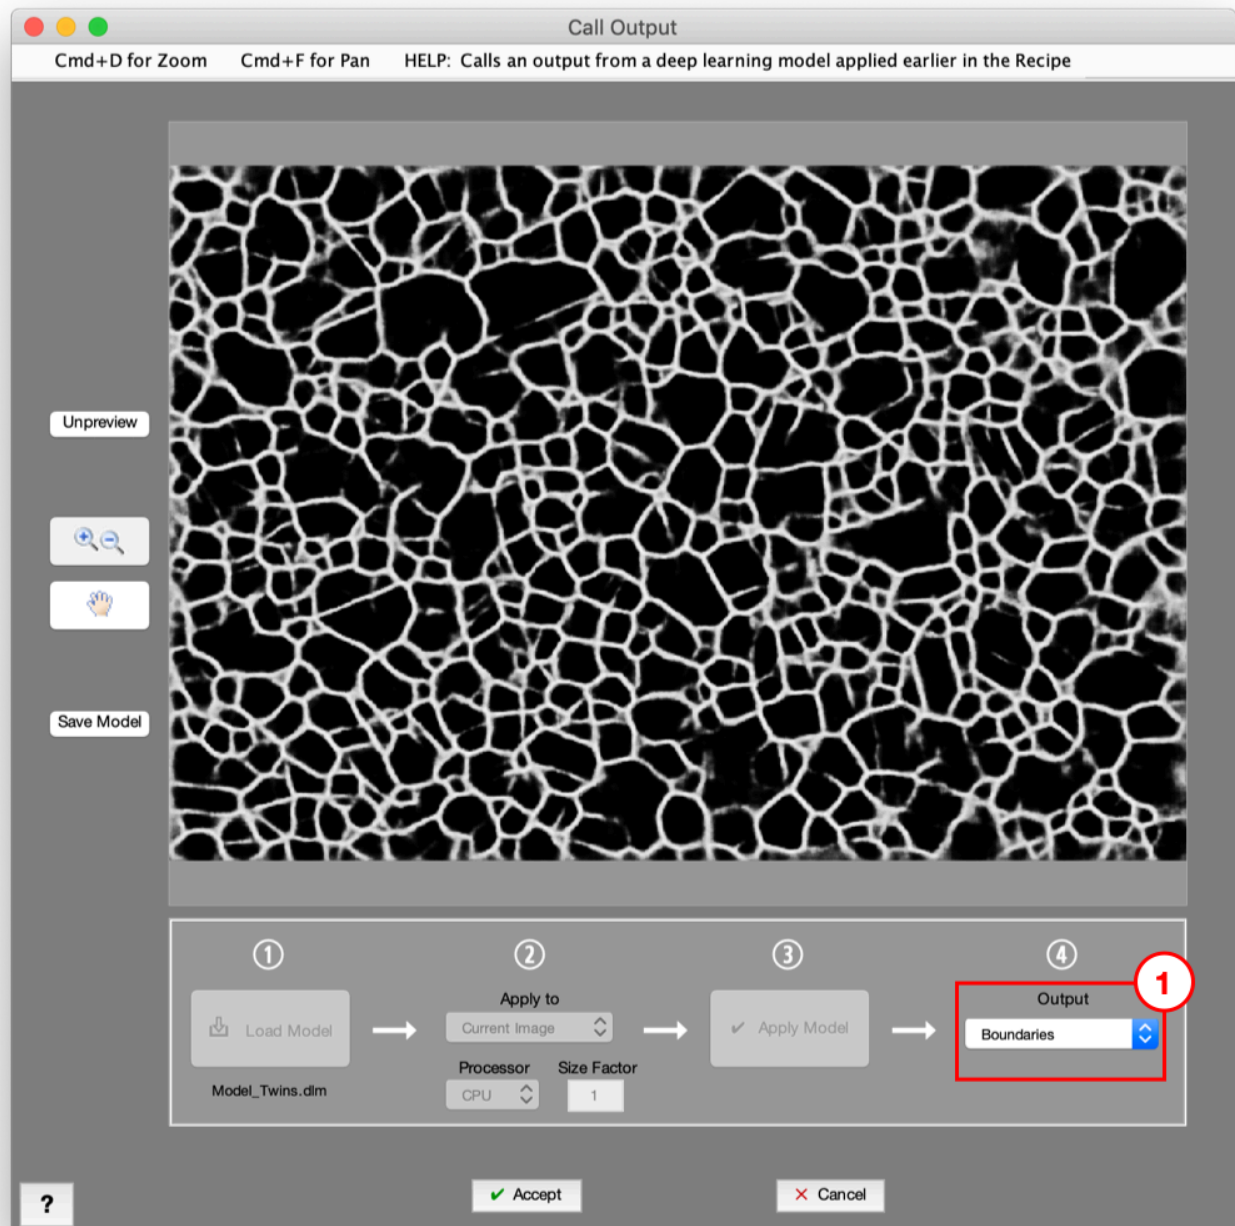 Call Output
Cmd+D for Zoom Cmd+F for Pan HELP: Calls an output from a deep learning model applied earlier in the Recipe
Unpreview
Save Model
① ② ③ ④
1
Apply to
Output
Load Model
Current Image
Apply Model
Boundaries
Processor Size Factor
Model_Twins.dlm
CPU
1
? Accept Cancel